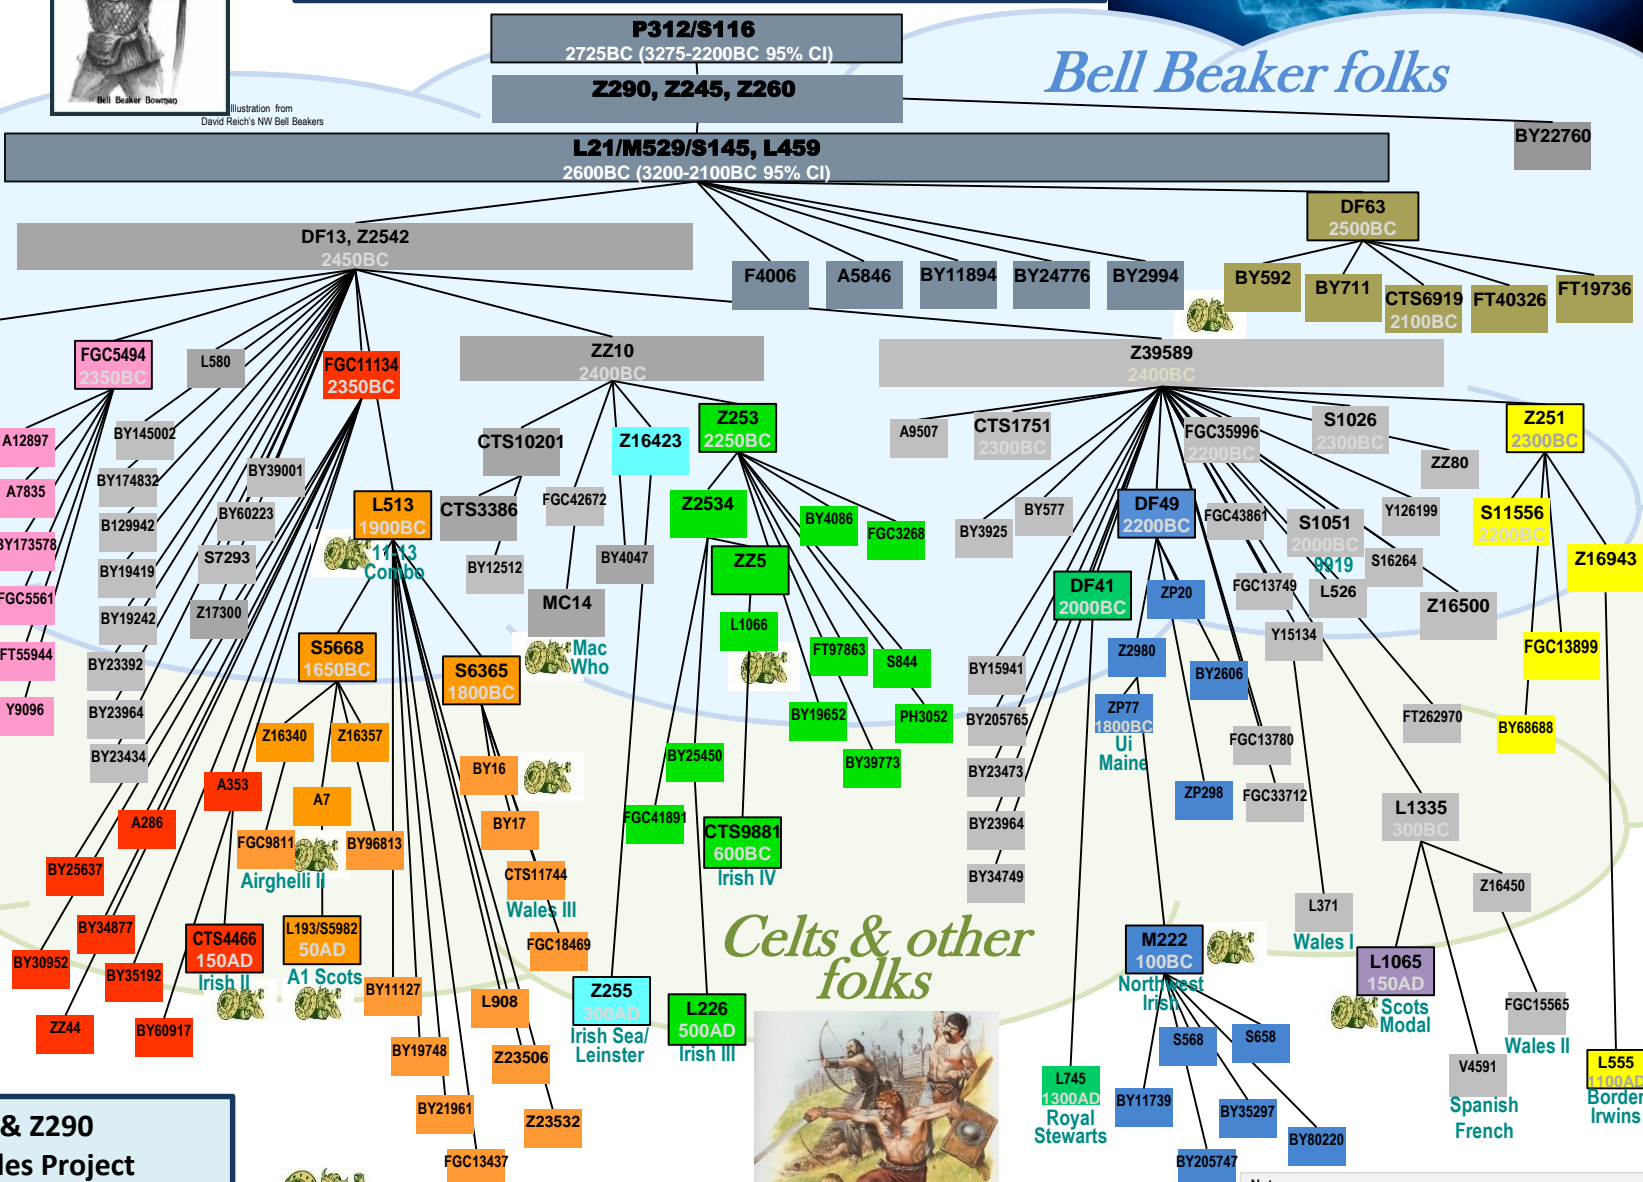 P312/S116
2725BC (3275-2200BC 95% CI)
Bell Beaker folks
Z290, Z245, Z260
Bell Beaker Bowman
Illustration from
David Reich's NW Bell Beakers
BY22760
L21/M529/S145, L459
2600BC (3200-2100BC 95% CI)
DF63
2500BC
DF13, Z2542
2450BC
F4006
A5846
BY11894
BY24776
BY2994
BY592
BY711
CTS6919
2100BC
FT40326
FT19736
FGC5494
2350BC
L580
FGC11134
2350BC
ZZ10
2400BC
Z39589
2400BC
A12897
BY145002
CTS10201
Z16423
Z253
2250BC
A9507
CTS1751
2300BC
FGC35996
2200BC
S1026
2300BC
Z251
2300BC
ZZ80
A7835
BY174832
BY39001
L513
1900BC
11-13
Combo
CTS3386
FGC42672
Z2534
BY4086
FGC3268
BY3925
BY577
DF49
2200BC
FGC43861
S1051
2000BC
9919
Y126199
S11556
2200BC
B129942
BY60223
BY173578
S7293
BY19419
BY12512
BY4047
ZZ5
S16264
Z16943
FGC5561
Z17300
BY19242
MC14
Mac
Who
L1066
DF41
2000BC
ZP20
FGC13749
L526
Z16500
FT55944
BY23392
S5668
1650BC
S6365
1800BC
FT97863
S844
BY15941
Z2980
BY2606
Y15134
FGC13899
Y9096
BY23964
BY23434
Z16340
Z16357
BY19652
PH3052
BY205765
ZP77
1800BC
Ui
Maine
FGC13780
FT262970
BY68688
A353
A7
BY16
BY25450
BY39773
BY23473
ZP298
FGC33712
A286
FGC9811
Airghelli II
BY96813
BY17
FGC41891
CTS9881
600BC
Irish IV
BY23964
L1335
300BC
BY25637
CTS11744
Wales III
BY34749
Z16450
BY34877
CTS4466
150AD
Irish II
L193/S5982
50AD
A1 Scots
FGC18469
Celts & other
folks
M222
100BC
Northwest
Irish
L371
Wales I
L1065
150AD
Scots
Modal
BY30952
BY35192
BY11127
L908
Z255
300AD
Irish Sea/
Leinster
L226
500AD
Irish III
FGC15565
Wales II
ZZ44
BY60917
BY19748
Z23506
S568
S658
L745
1300AD
Royal
Stewarts
V4591
Spanish
French
L555
1100AD
Border
Irwins
BY21961
Z23532
BY11739
BY35297
BY80220
FGC13437
BY205747
& Z290
les Project